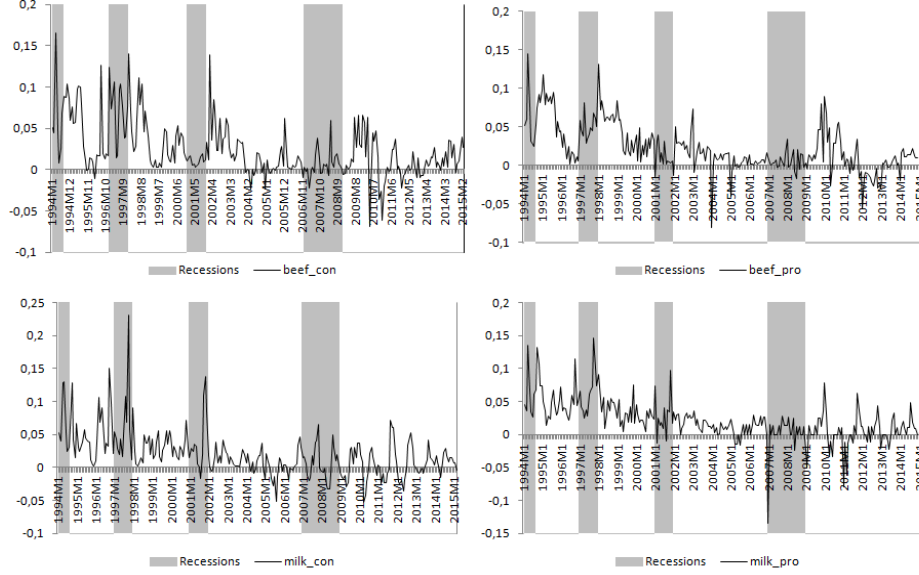 0,2
0,15
0,1
0,05
0
-0,05
-0,1
1994M1
1994M12
1995M11
1996M10
1997M9
1998M8
1999M7
2000M6
2001M5
2002M4
2003M3
2004M2
2005M1
2005M12
2006M11
2007M10
2008M9
2009M8
2010M7
2011M6
2012M5
2013M4
2014M3
2015M2
Recessions beef_con
0,2
0,15
0,1
0,05
0
-0,05
-0,1
1994M1
1995M1
1996M1
1997M1
1998M1
1999M1
2000M1
2001M1
2002M1
2003M1
2004M1
2005M1
2006M1
2007M1
2008M1
2009M1
2010M1
2011M1
2012M1
2013M1
2014M1
2015M1
Recessions beef_pro
0,25
0,2
0,15
0,1
0,05
0
-0,05
-0,1
1994M1
1995M1
1996M1
1997M1
1998M1
1999M1
2000M1
2001M1
2002M1
2003M1
2004M1
2005M1
2006M1
2007M1
2008M1
2009M1
2010M1
2011M1
2012M1
2013M1
2014M1
2015M1
Recessions milk_con
0,2
0,15
0,1
0,05
0
-0,05
-0,1
-0,15
1994M1
1995M1
1996M1
1997M1
1998M1
1999M1
2000M1
2001M1
2002M1
2003M1
2004M1
2005M1
2006M1
2007M1
2008M1
2009M1
2010M1
2011M1
2012M1
2013M1
2014M1
2015M1
Recessions milk_pro